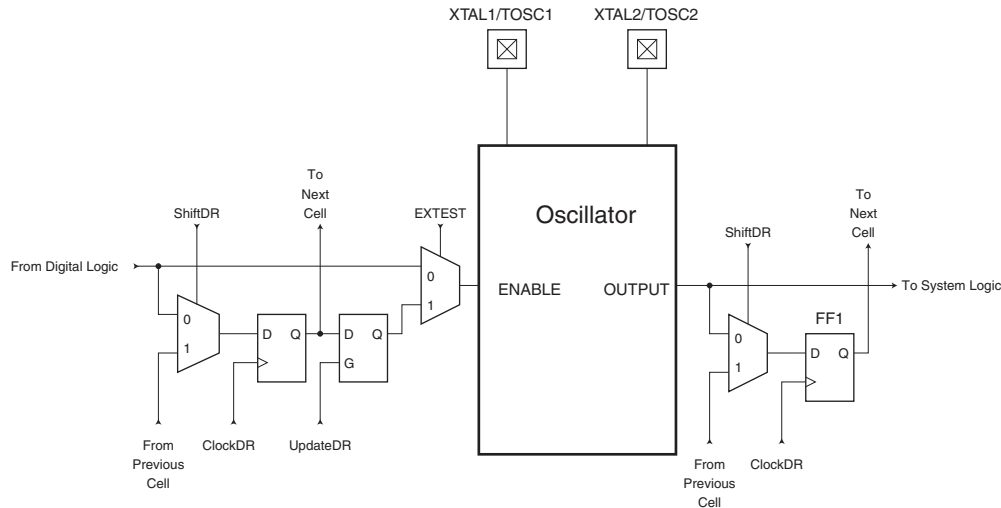 XTAL1/TOSC1
XTAL2/TOSC2
To
Next
Cell
ShiftDR
EXTEST
From Digital Logic
0
1
0
1
D
Q
D
Q
G
From
Previous
Cell
ClockDR
UpdateDR
Oscillator
ENABLE
OUTPUT
To
Next
Cell
ShiftDR
To System Logic
FF1
0
1
D
Q
From
Previous
Cell
ClockDR